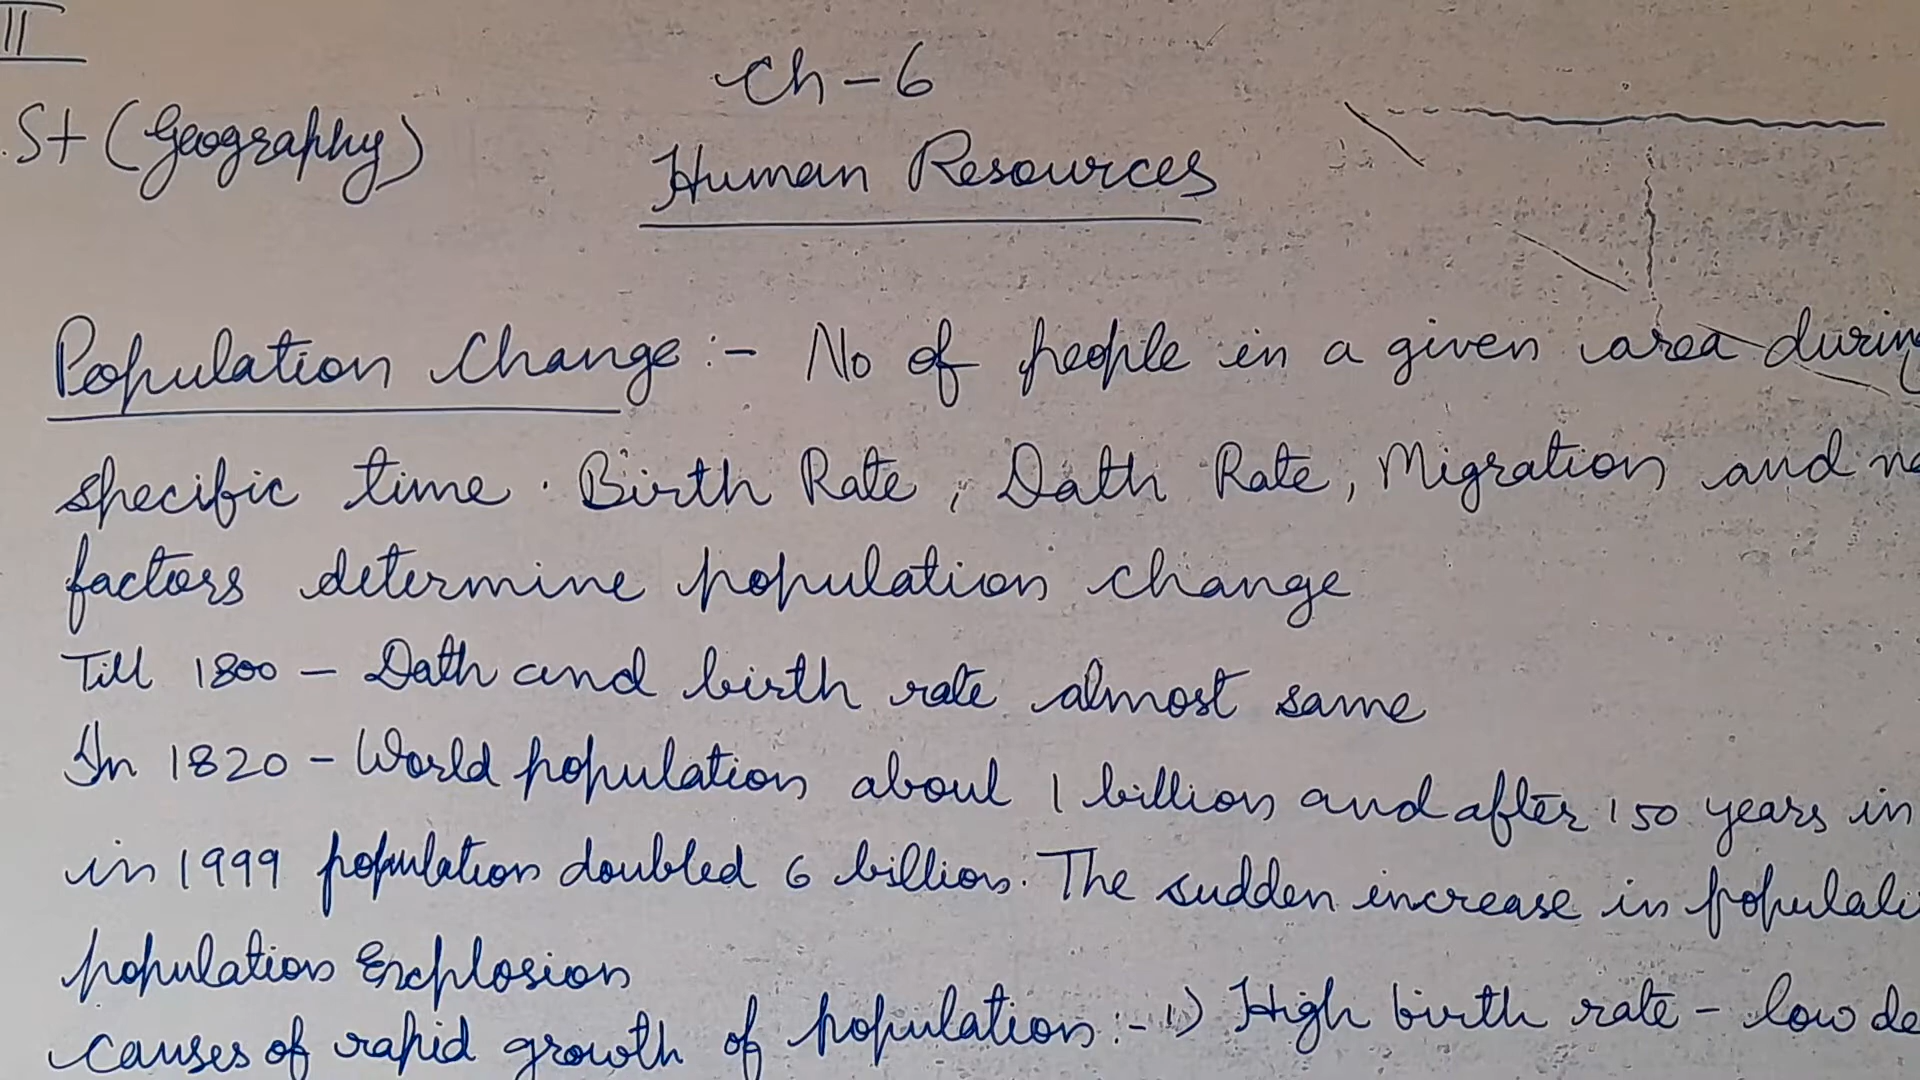 II
Ch - 6
S+ (Geography)
Human Resources
Population Change :- No of people in a given area during
specific time . Birth Rate , Dath Rate , Migration and
factors determine population change
Till 1800 - Dath and birth rate almost same
In 1820 - World population about 1 billion and after 150 years in
in 1999 population doubled 6 billion. The sudden increase in populati
population Explosion
causes of rapid growth of population :- 1) High birth rate - low de